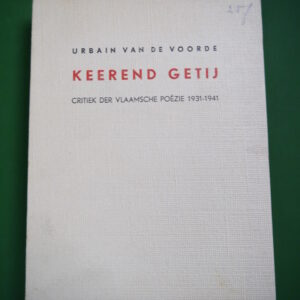 URBAIN VAN DE VOORDE
KEEREND GETIJ
CRITIEK DER VLAAMSCHE POËZIE 1931-1941